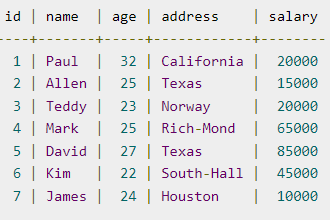 id | name | age | address | salary
----+-------+-----+------------+--------
1 | Paul | 32 | California | 20000
2 | Allen | 25 | Texas | 15000
3 | Teddy | 23 | Norway | 20000
4 | Mark | 25 | Rich-Mond | 65000
5 | David | 27 | Texas | 85000
6 | Kim | 22 | South-Hall | 45000
7 | James | 24 | Houston | 10000